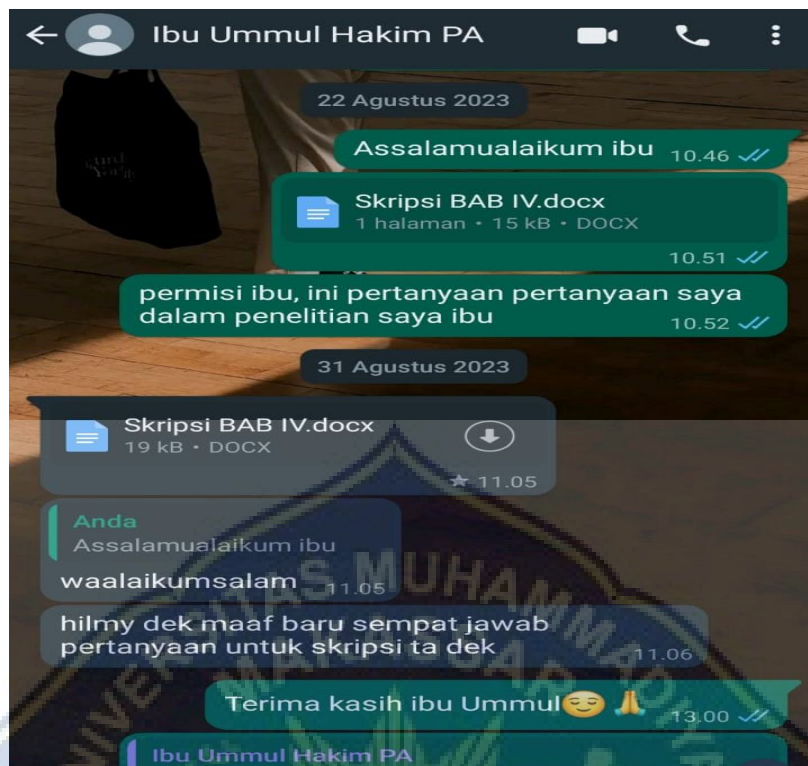 Ibu Ummul Hakim PA
22 Agustus 2023
Assalamualaikum ibu 10.46
Skripsi BAB IV.docx
1 halaman • 15 kB • DOCX
10.51
permisi ibu, ini pertanyaan pertanyaan saya
dalam penelitian saya ibu 10.52
31 Agustus 2023
Skripsi BAB IV.docx
19 kB • DOCX
11.05
Anda
Assalamualaikum ibu
waalaikumsalam 11.05
hilmy dek maaf baru sempat jawab
pertanyaan untuk skripsi ta dek 11.06
Terima kasih ibu Ummul😌🙏 13.00
Ibu Ummul Hakim PA
UNIVERSITAS MUHAMMADIYA
MAKASSAR